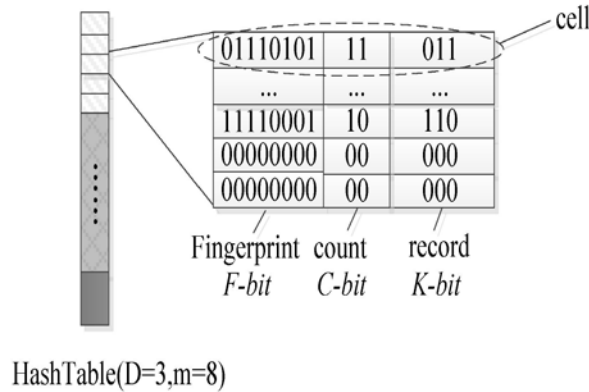 cell
01110101 11 011
... ... ...
11110001 10 110
00000000 00 000
00000000 00 000
Fingerprint count record
F-bit C-bit K-bit
HashTable(D=3,m=8)